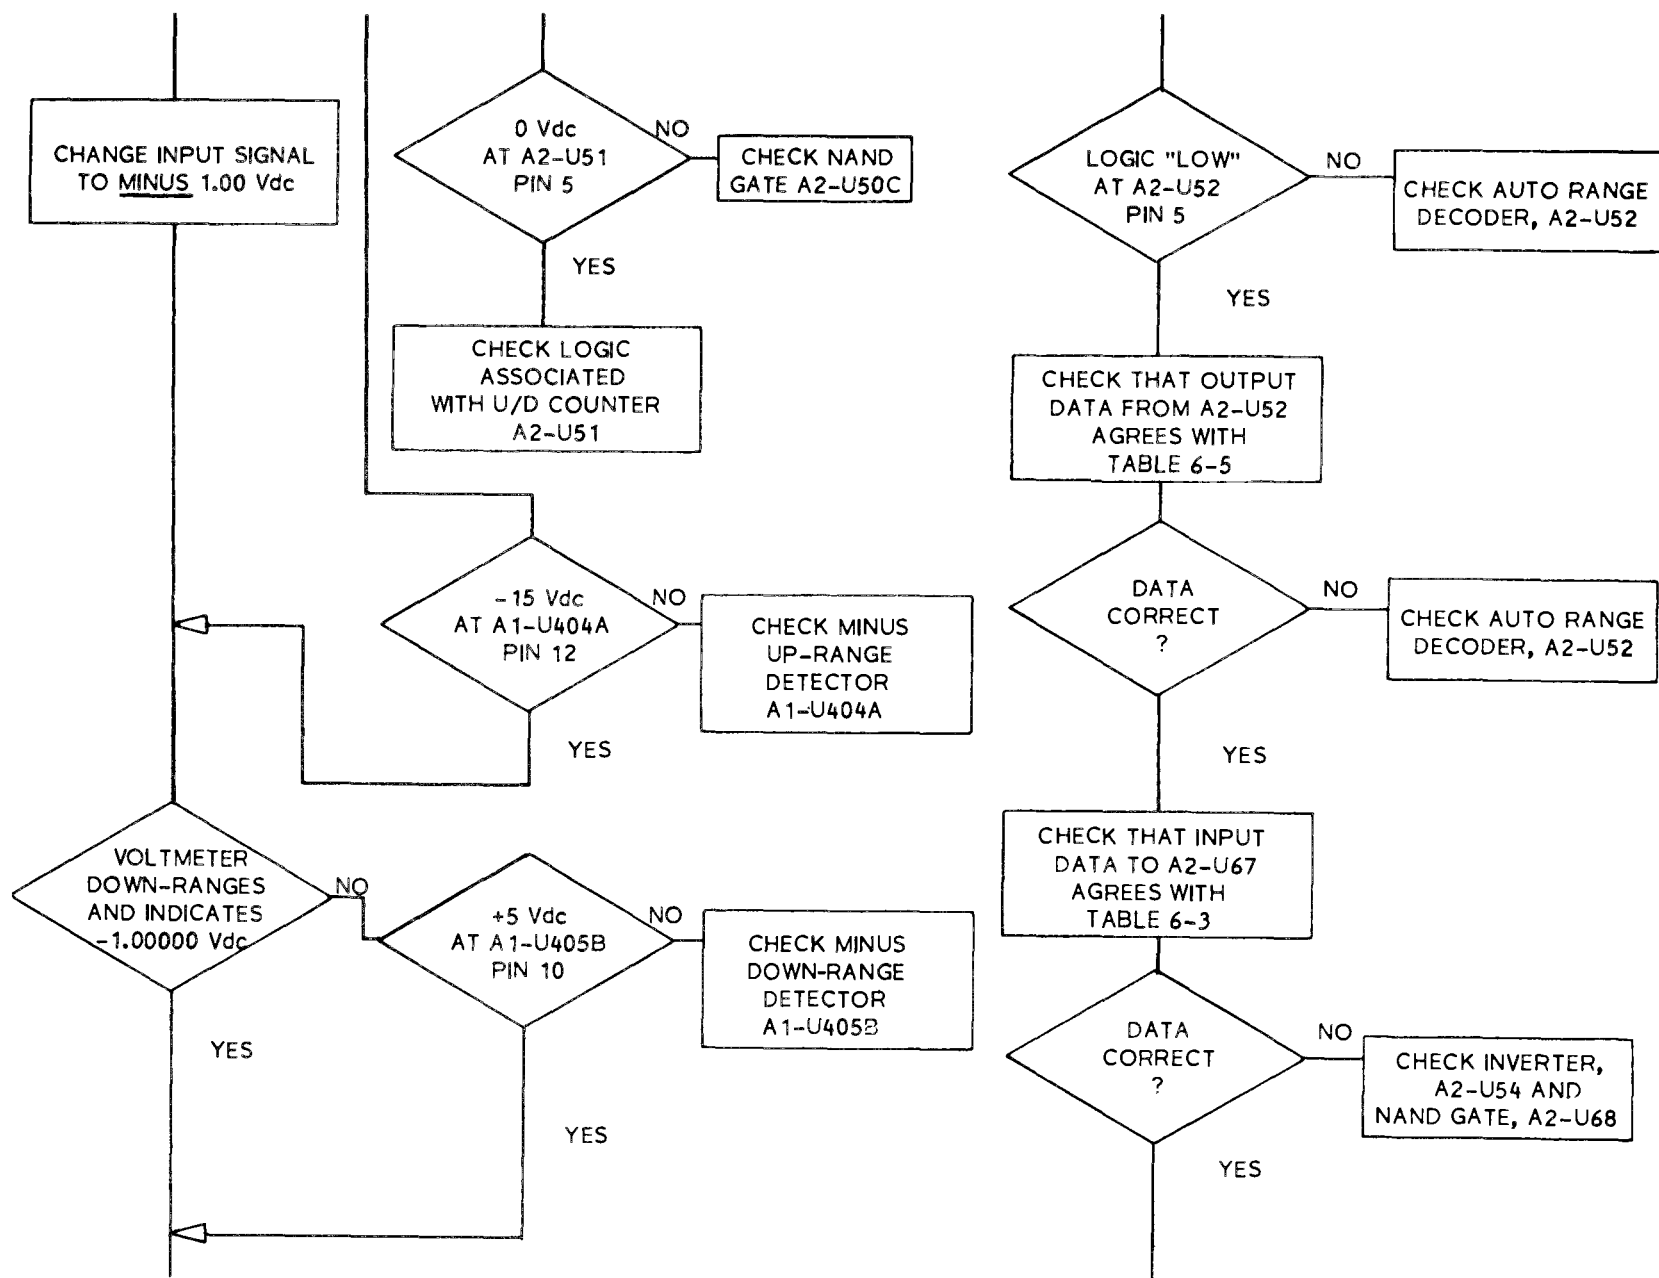 CHANGE INPUT SIGNAL
TO MINUS 1.00 Vdc
0 Vdc
AT A2-U51
PIN 5
NO
CHECK NAND
GATE A2-U50C
YES
CHECK LOGIC
ASSOCIATED
WITH U/D COUNTER
A2-U51
-15 Vdc
AT A1-U404A
PIN 12
NO
CHECK MINUS
UP-RANGE
DETECTOR
A1-U404A
YES
VOLTMETER
DOWN-RANGES
AND INDICATES
-1.00000 Vdc
NO
YES
+5 Vdc
AT A1-U405B
PIN 10
NO
CHECK MINUS
DOWN-RANGE
DETECTOR
A1-U405B
YES
LOGIC "LOW"
AT A2-U52
PIN 5
NO
CHECK AUTO RANGE
DECODER, A2-U52
YES
CHECK THAT OUTPUT
DATA FROM A2-U52
AGREES WITH
TABLE 6-5
DATA
CORRECT
?
NO
CHECK AUTO RANGE
DECODER, A2-U52
YES
CHECK THAT INPUT
DATA TO A2-U67
AGREES WITH
TABLE 6-3
DATA
CORRECT
?
NO
CHECK INVERTER,
A2-U54 AND
NAND GATE, A2-U68
YES